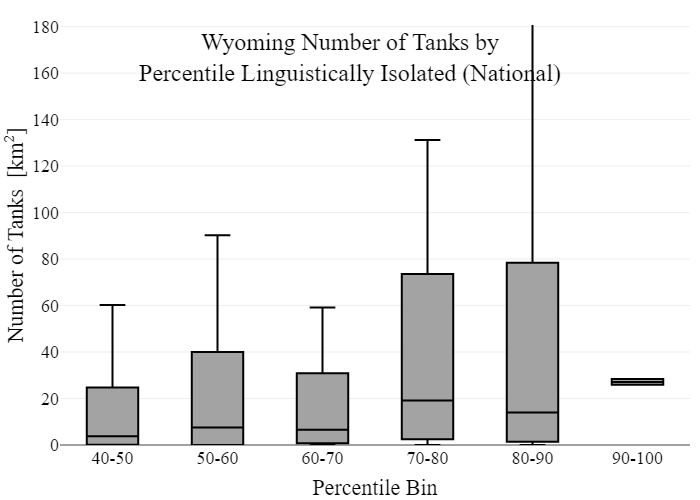 Wyoming Number of Tanks by
Percentile Linguistically Isolated (National)
Number of Tanks [km²]
180
160
140
120
100
80
60
40
20
0
40-50 50-60 60-70 70-80 80-90 90-100
Percentile Bin